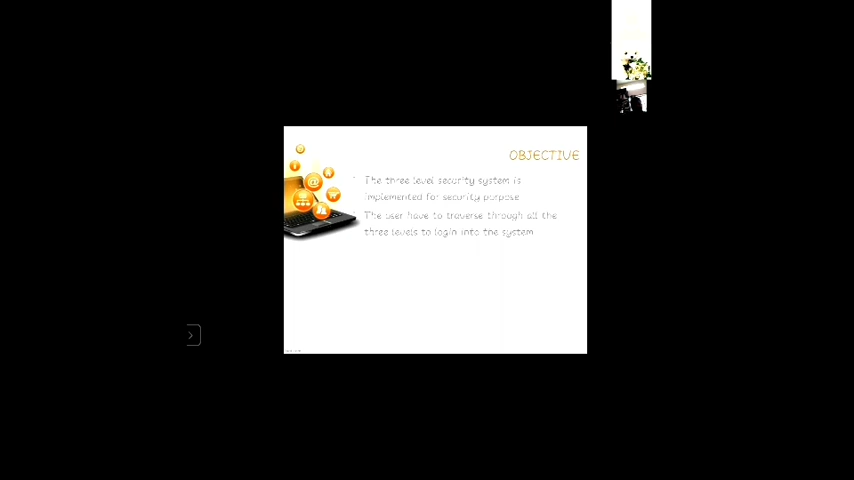 OBJECTIVE
The three level security system is
implemented for security purpose
The user have to traverse through all the
three levels to login into the system